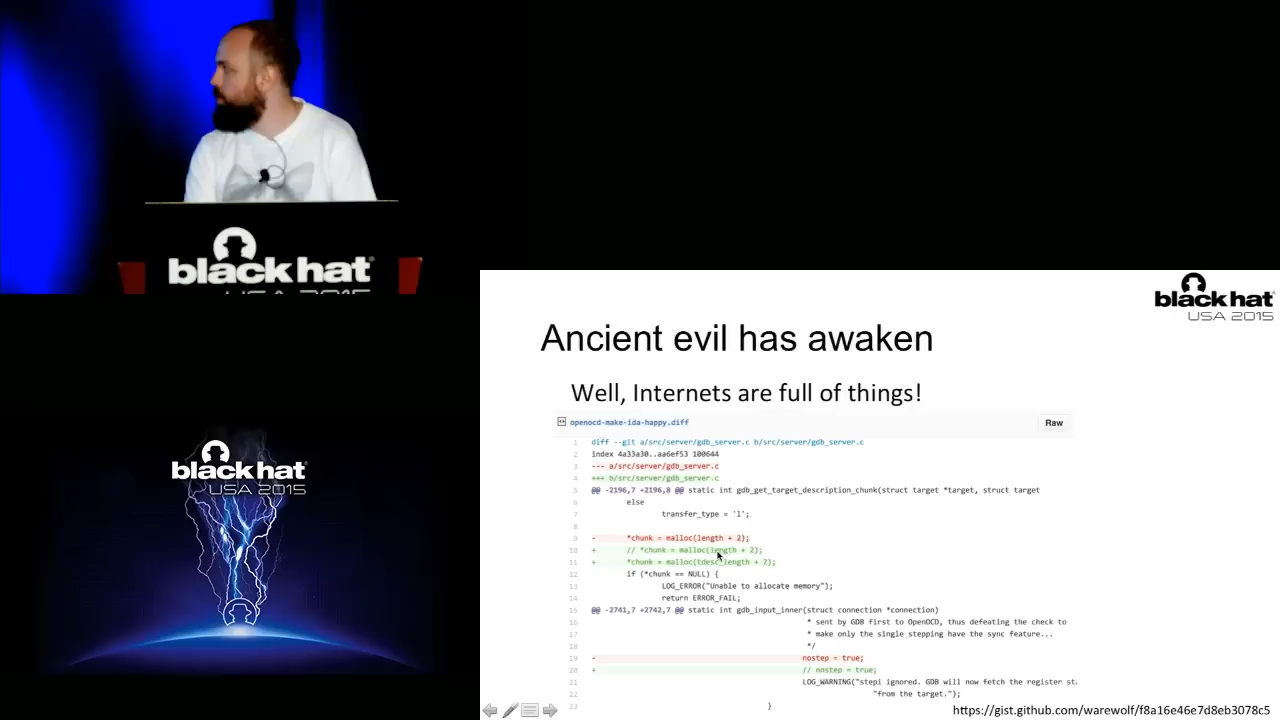 black hat
USA 2015
black hat
USA 2015
black hat
USA 2015
Ancient evil has awaken
Well, Internets are full of things!
openocd-make-ida-happy.diff
Raw
1 diff --git a/src/server/gdb_server.c b/src/server/gdb_server.c
2 index 4a33a30..aa6ef53 100644
3 --- a/src/server/gdb_server.c
4 +++ b/src/server/gdb_server.c
5 @@ -2196,7 +2196,8 @@ static int gdb_get_target_description_chunk(struct target *target, struct target
6 else
7 transfer_type = 'l';
8
9 - *chunk = malloc(length + 2);
10 + // *chunk = malloc(length + 2);
11 + *chunk = malloc(tdesc_length + 2);
12 if (*chunk == NULL) {
13 LOG_ERROR("Unable to allocate memory");
14 return ERROR_FAIL;
15 @@ -2741,7 +2742,7 @@ static int gdb_input_inner(struct connection *connection)
16 * sent by GDB first to OpenOCD, thus defeating the check to
17 * make only the single stepping have the sync feature...
18 */
19 - nostep = true;
20 + // nostep = true;
21 LOG_WARNING("stepi ignored. GDB will now fetch the register st
22 "from the target.");
23 }
https://gist.github.com/warewolf/f8a16e46e7d8eb3078c5